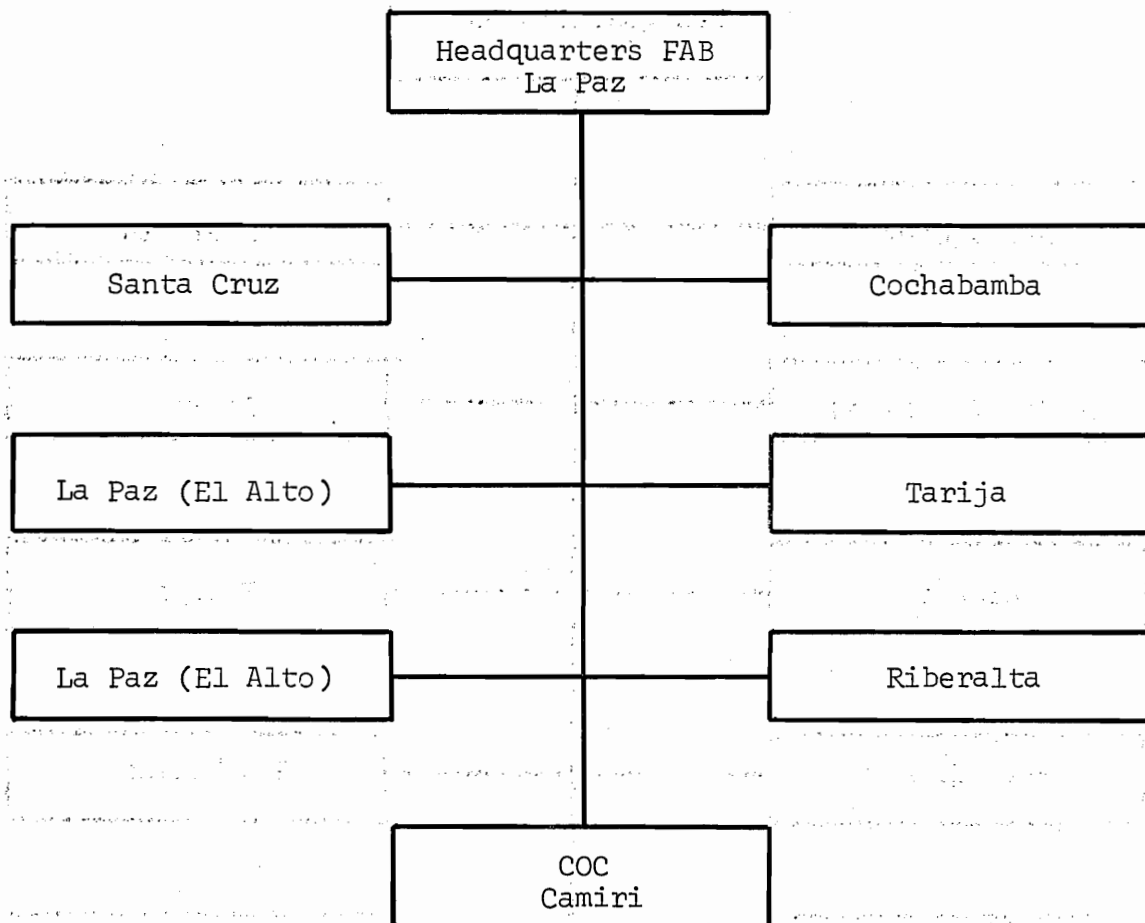 Headquarters FAB
La Paz
Santa Cruz
Cochabamba
La Paz (El Alto)
Tarija
La Paz (El Alto)
Riberalta
COC
Camiri